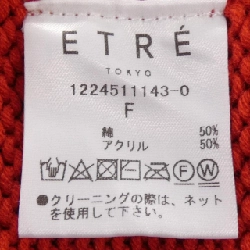 ETRÉ
TOKYO
1224511143-0
F
綿 50%
アクリル 50%
F W
●クリーニングの際は、ネット
を使用して下さい。